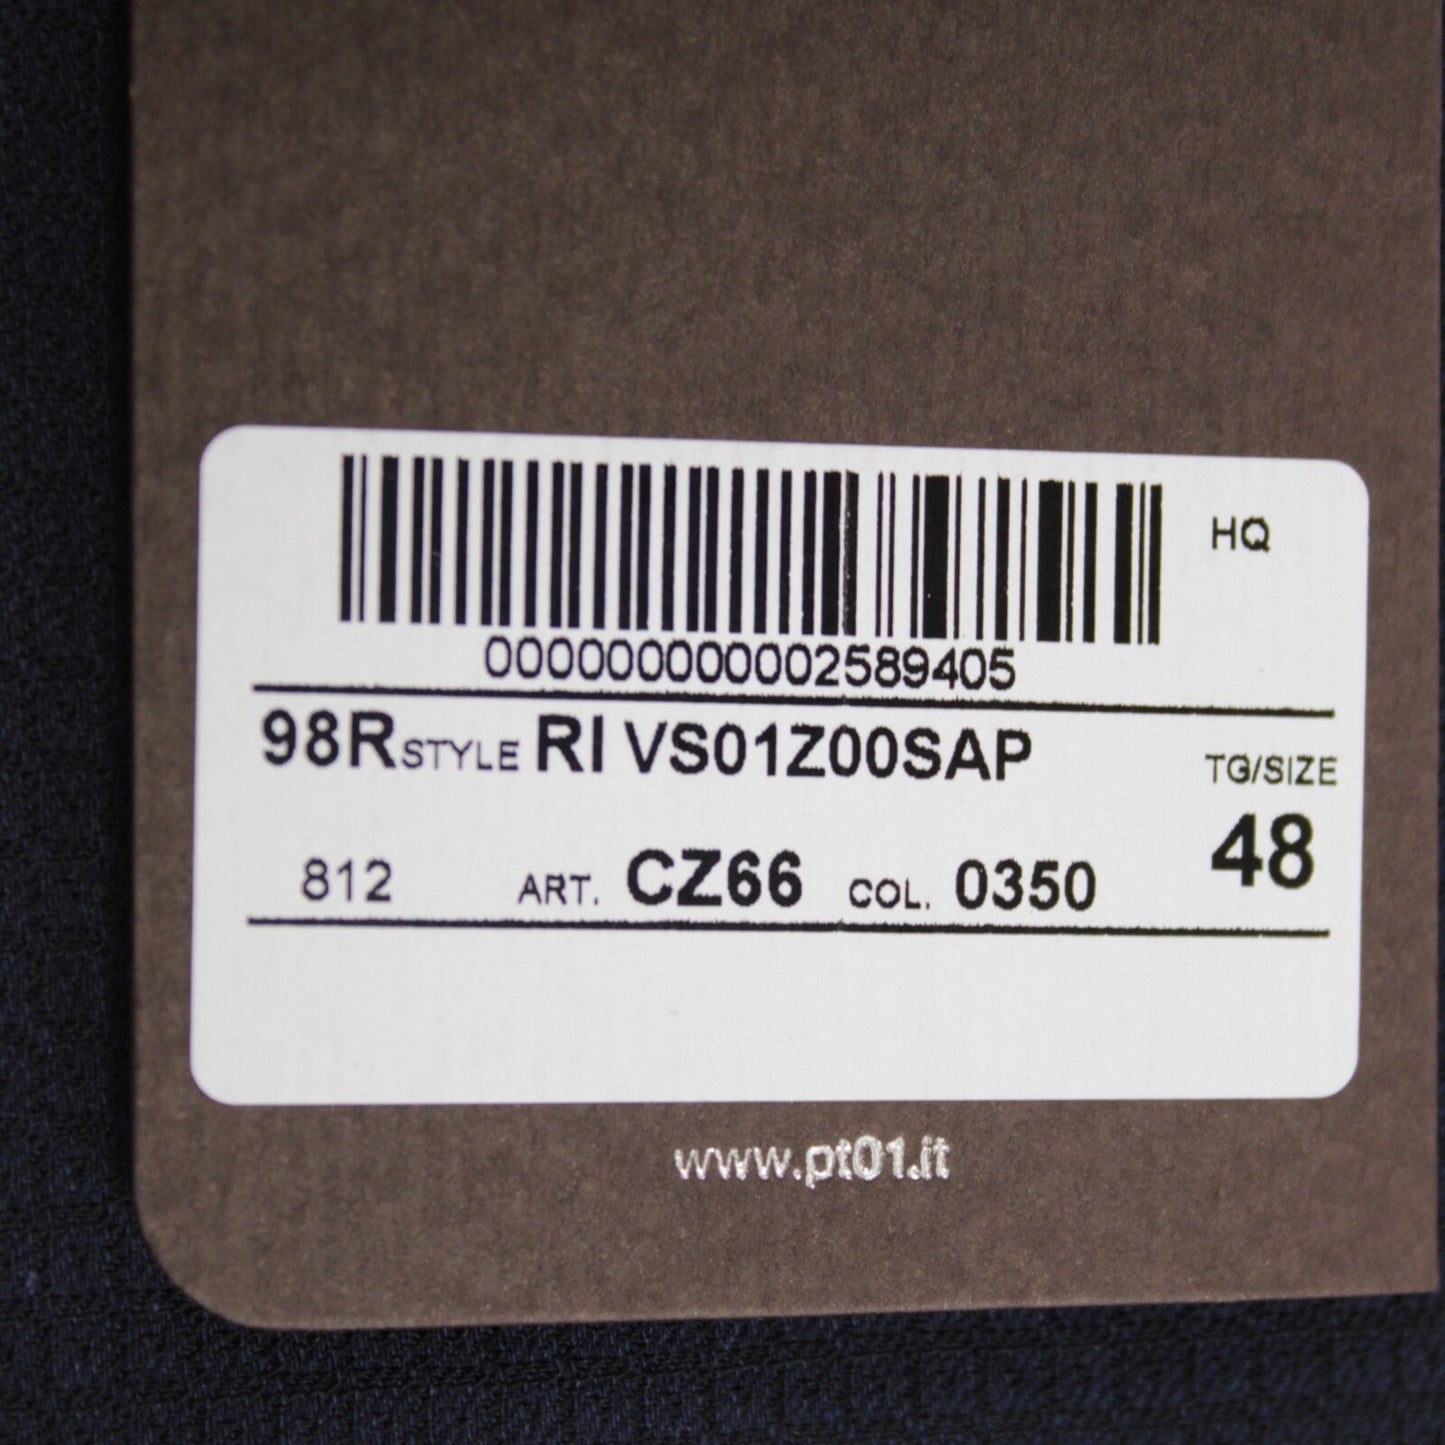 HQ
000000000002589405
98R STYLE RI VS01Z00SAP
TG/SIZE
48
812 ART. CZ66 COL. 0350
www.pt01.it